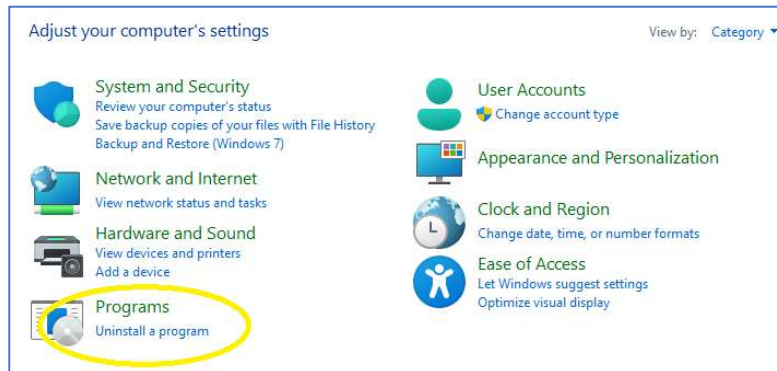 Adjust your computer's settings
View by: Category
System and Security
Review your computer's status
Save backup copies of your files with File History
Backup and Restore (Windows 7)
Network and Internet
View network status and tasks
Hardware and Sound
View devices and printers
Add a device
Programs
Uninstall a program
User Accounts
Change account type
Appearance and Personalization
Clock and Region
Change date, time, or number formats
Ease of Access
Let Windows suggest settings
Optimize visual display